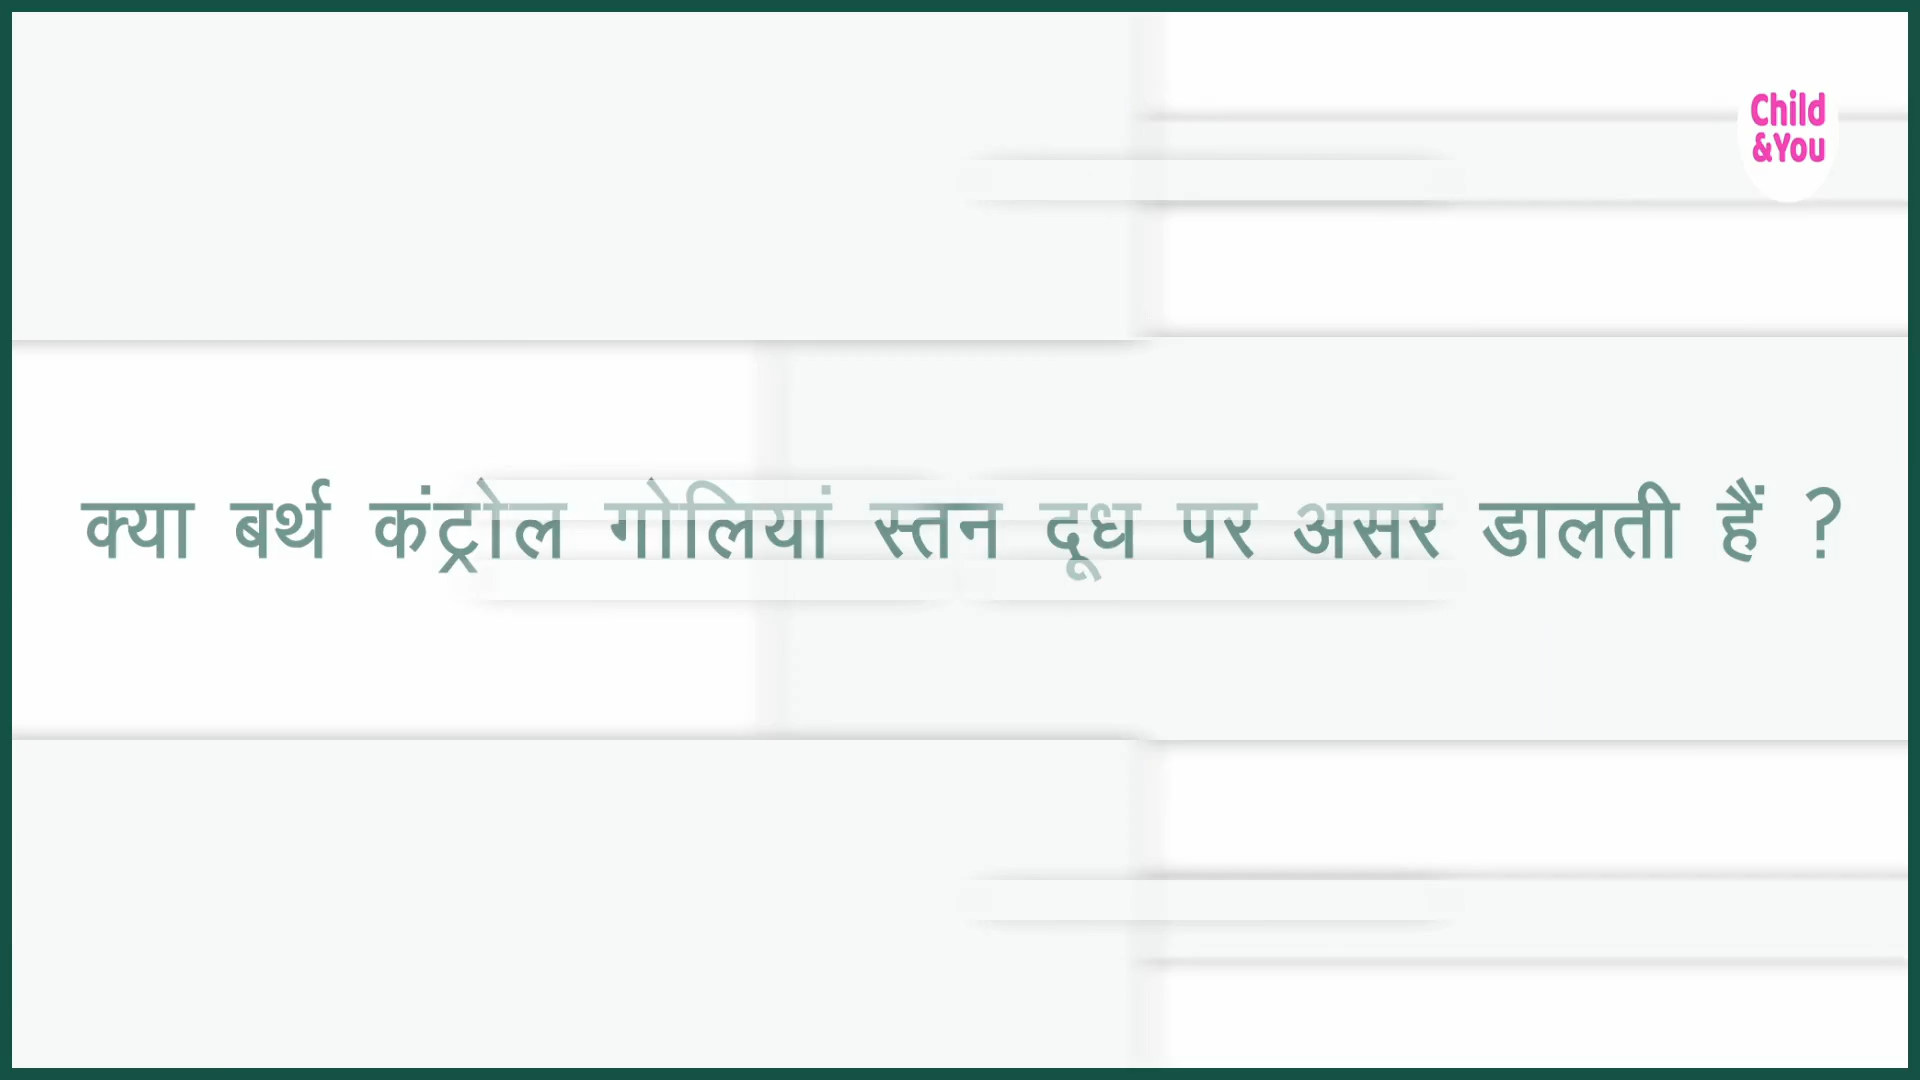 Child
&You
क्या बर्थ कंट्रोल गोलियां स्तन दूध पर असर डालती हैं ?